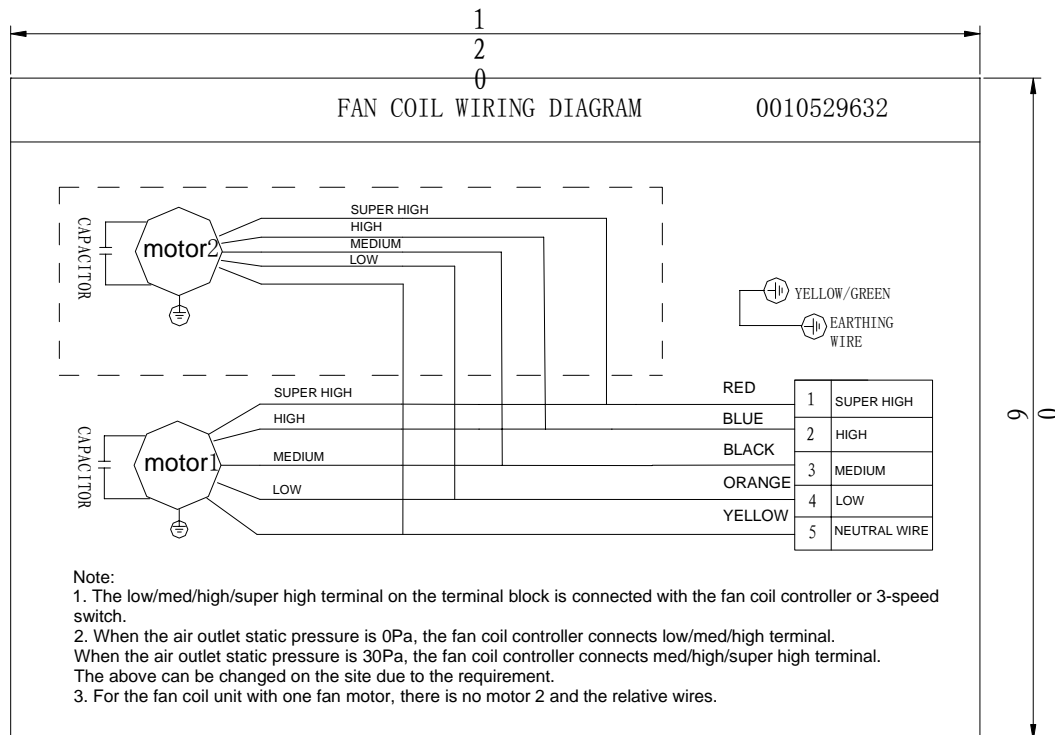 120
FAN COIL WIRING DIAGRAM 0010529632
SUPER HIGH
HIGH
MEDIUM
LOW
CAPACITOR
motor2
YELLOW/GREEN
EARTHING
WIRE
90
SUPER HIGH
HIGH
MEDIUM
LOW
CAPACITOR
motor1
RED
BLUE
BLACK
ORANGE
YELLOW
1 SUPER HIGH
2 HIGH
3 MEDIUM
4 LOW
5 NEUTRAL WIRE
Note:
1. The low/med/high/super high terminal on the terminal block is connected with the fan coil controller or 3-speed
switch.
2. When the air outlet static pressure is 0Pa, the fan coil controller connects low/med/high terminal.
When the air outlet static pressure is 30Pa, the fan coil controller connects med/high/super high terminal.
The above can be changed on the site due to the requirement.
3. For the fan coil unit with one fan motor, there is no motor 2 and the relative wires.